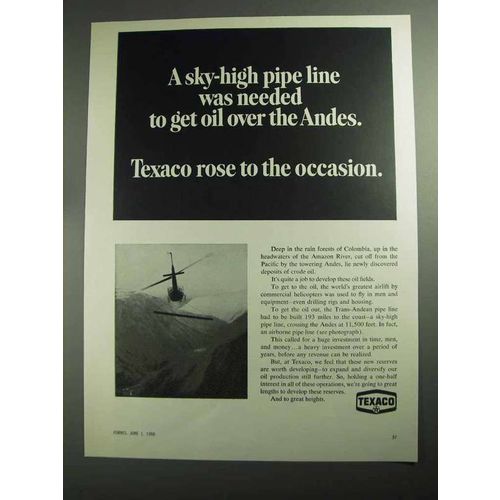 A sky-high pipe line
was needed
to get oil over the Andes.
Texaco rose to the occasion.
Deep in the rain forests of Colombia, up in the
headwaters of the Amazon River, cut off from the
Pacific by the towering Andes, lie newly discovered
deposits of crude oil.
It's quite a job to develop these oil fields.
To get to the oil, the world's greatest airlift by
commercial helicopters was used to fly in men and
equipment—even drilling rigs and housing.
To get the oil out, the Trans-Andean pipe line
had to be built 193 miles to the coast—a sky-high
pipe line, crossing the Andes at 11,500 feet. In fact,
an airborne pipe line (see photograph).
This called for a huge investment in time, men,
and money...a heavy investment over a period of
years, before any revenue can be realized.
But, at Texaco, we feel that these new reserves
are worth developing—to expand and diversify our
oil production still further. So, holding a one-half
interest in all of these operations, we're going to great
lengths to develop these reserves.
And to great heights.
TEXACO
FORBES, JUNE 1, 1968
37